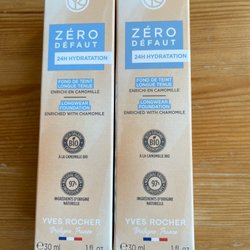 ZÉRO
DÉFAUT
24H HYDRATATION
FOND DE TEINT
LONGUE TENUE
ENRICHI EN CAMOMILLE
LONGWEAR
FOUNDATION
ENRICHED WITH CHAMOMILE
BIO
À LA CAMOMILLE BIO
97%
INGRÉDIENTS D'ORIGINE
NATURELLE
YVES ROCHER
Bretagne, France
e 30 ml
1 fl.oz.
ZÉRO
DÉFAUT
24H HYDRATATION
FOND DE TEINT
LONGUE TENUE
ENRICHI EN CAMOMILLE
LONGWEAR
FOUNDATION
ENRICHED WITH CHAMOMILE
BIO
À LA CAMOMILLE BIO
97%
INGRÉDIENTS D'ORIGINE
NATURELLE
YVES ROCHER
Bretagne, France
e 30 ml
1 fl.oz.